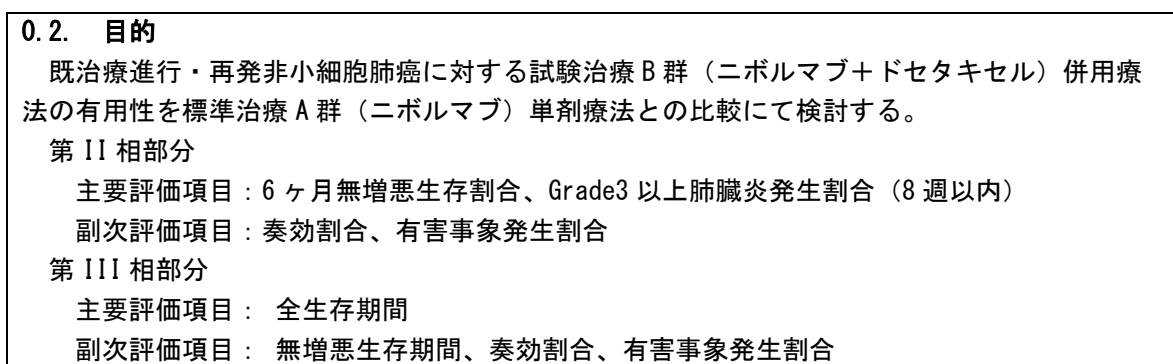 0.2. 目的
既治療進行・再発非小細胞肺癌に対する試験治療 B 群（ニボルマブ＋ドセタキセル）併用療
法の有用性を標準治療 A 群（ニボルマブ）単剤療法との比較にて検討する。
第 II 相部分
主要評価項目：6 ヶ月無増悪生存割合、Grade3 以上肺臓炎発生割合（8 週以内）
副次評価項目：奏効割合、有害事象発生割合
第 III 相部分
主要評価項目： 全生存期間
副次評価項目： 無増悪生存期間、奏効割合、有害事象発生割合